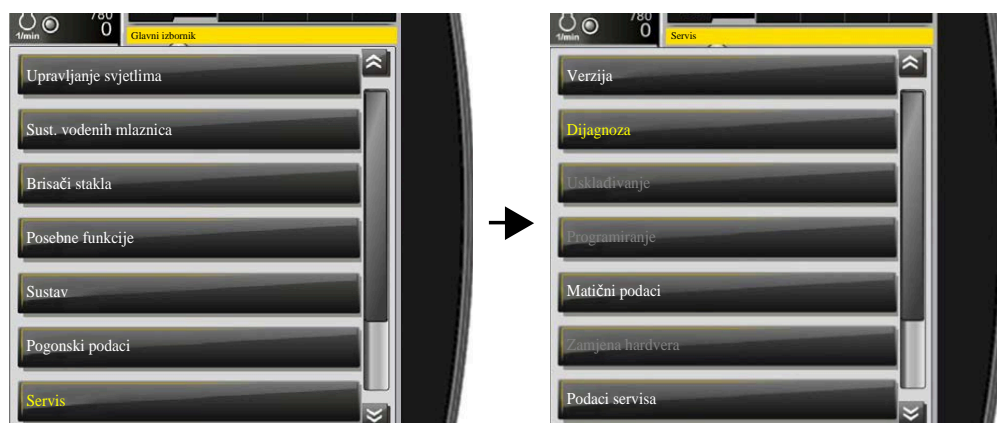 780
1/min
0
Glavni izbornik
Upravljanje svjetlima
Sust. vodenih mlaznica
Brisači stakla
Posebne funkcije
Sustav
Pogonski podaci
Servis
780
1/min
0
Servis
Verzija
Dijagnoza
Usklađivanje
Programiranje
Matični podaci
Zamjena hardvera
Podaci servisa